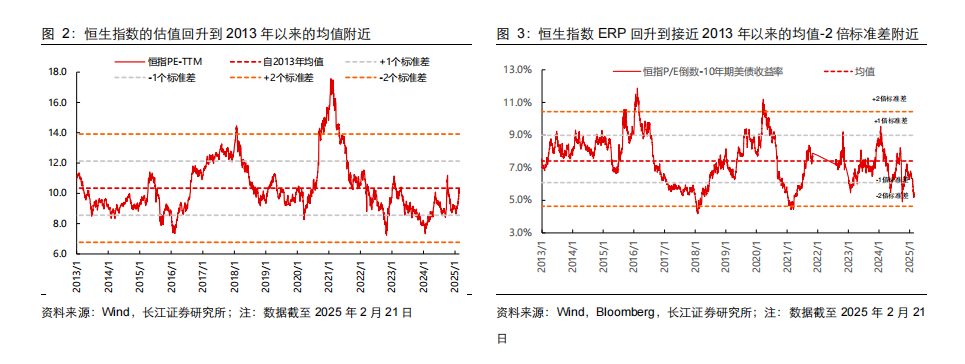 图 2：恒生指数的估值回升到 2013 年以来的均值附近
恒指PE-TTM
自2013年均值
+1个标准差
-1个标准差
+2个标准差
-2个标准差
18.0
16.0
14.0
12.0
10.0
8.0
6.0
2013/1
2014/1
2015/1
2016/1
2017/1
2018/1
2019/1
2020/1
2021/1
2022/1
2023/1
2024/1
2025/1
资料来源：Wind，长江证券研究所；注：数据截至 2025 年 2 月 21 日
图 3：恒生指数 ERP 回升到接近 2013 年以来的均值-2 倍标准差附近
恒指P/E倒数-10年期美债收益率
均值
13.0%
11.0%
9.0%
7.0%
5.0%
3.0%
+2倍标准差
+1倍标准差
-1倍标准差
-2倍标准差
2013/1
2014/1
2015/1
2016/1
2017/1
2018/1
2019/1
2020/1
2021/1
2022/1
2023/1
2024/1
2025/1
资料来源：Wind，Bloomberg，长江证券研究所；注：数据截至 2025 年 2 月 21
日